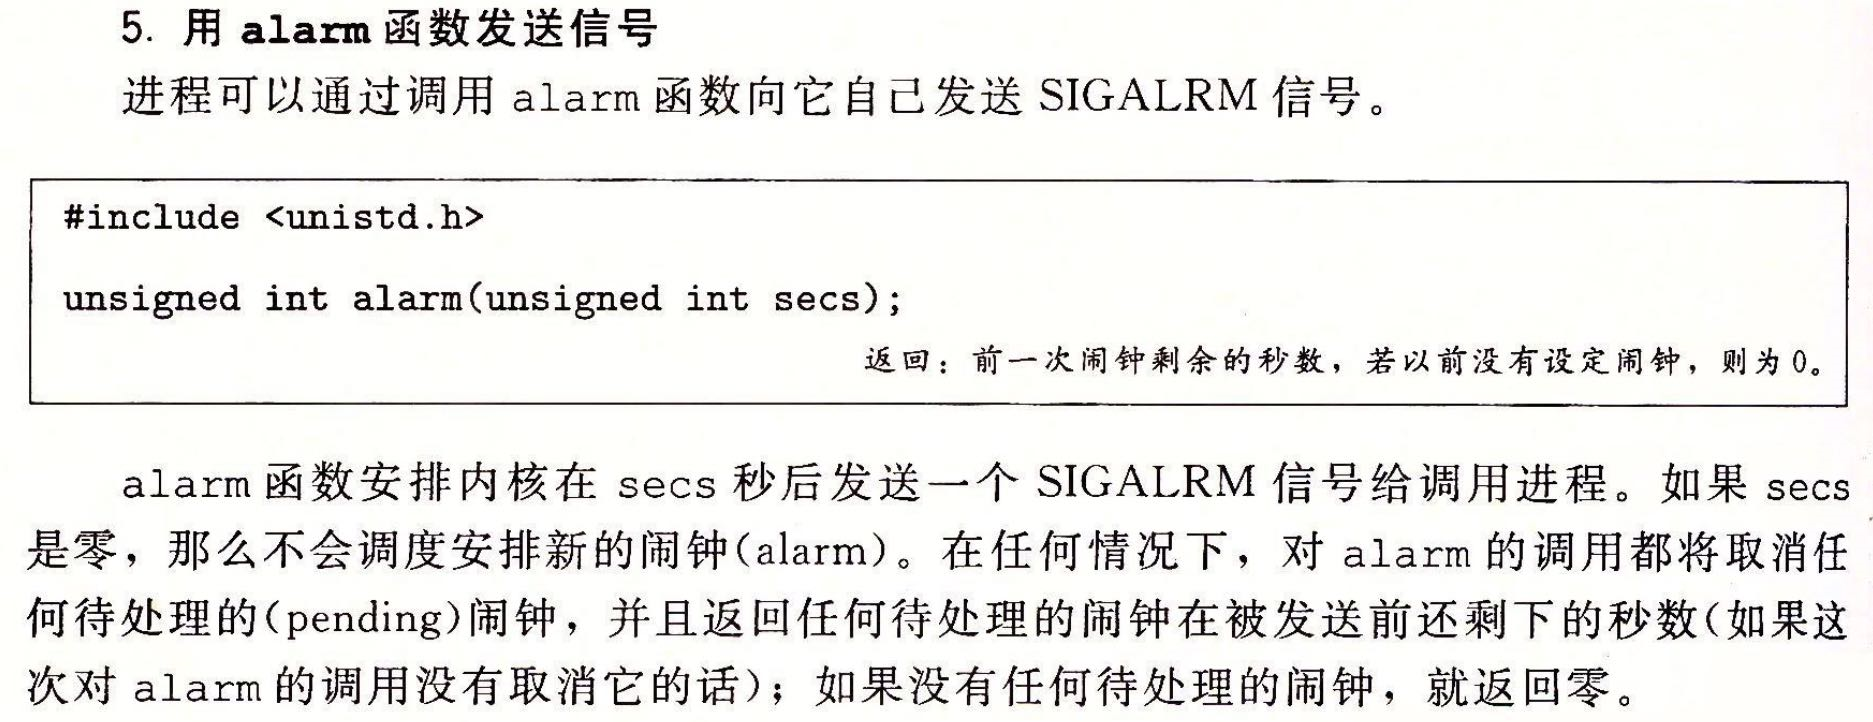 5. 用 alarm 函数发送信号
进程可以通过调用 alarm 函数向它自己发送 SIGALRM 信号。
#include <unistd.h>
unsigned int alarm(unsigned int secs);
返回：前一次闹钟剩余的秒数，若以前没有设定闹钟，则为0。
alarm 函数安排内核在 secs 秒后发送一个 SIGALRM 信号给调用进程。如果 secs
是零，那么不会调度安排新的闹钟(alarm)。在任何情况下，对 alarm 的调用都将取消任
何待处理的(pending)闹钟，并且返回任何待处理的闹钟在被发送前还剩下的秒数(如果这
次对 alarm 的调用没有取消它的话)；如果没有任何待处理的闹钟，就返回零。